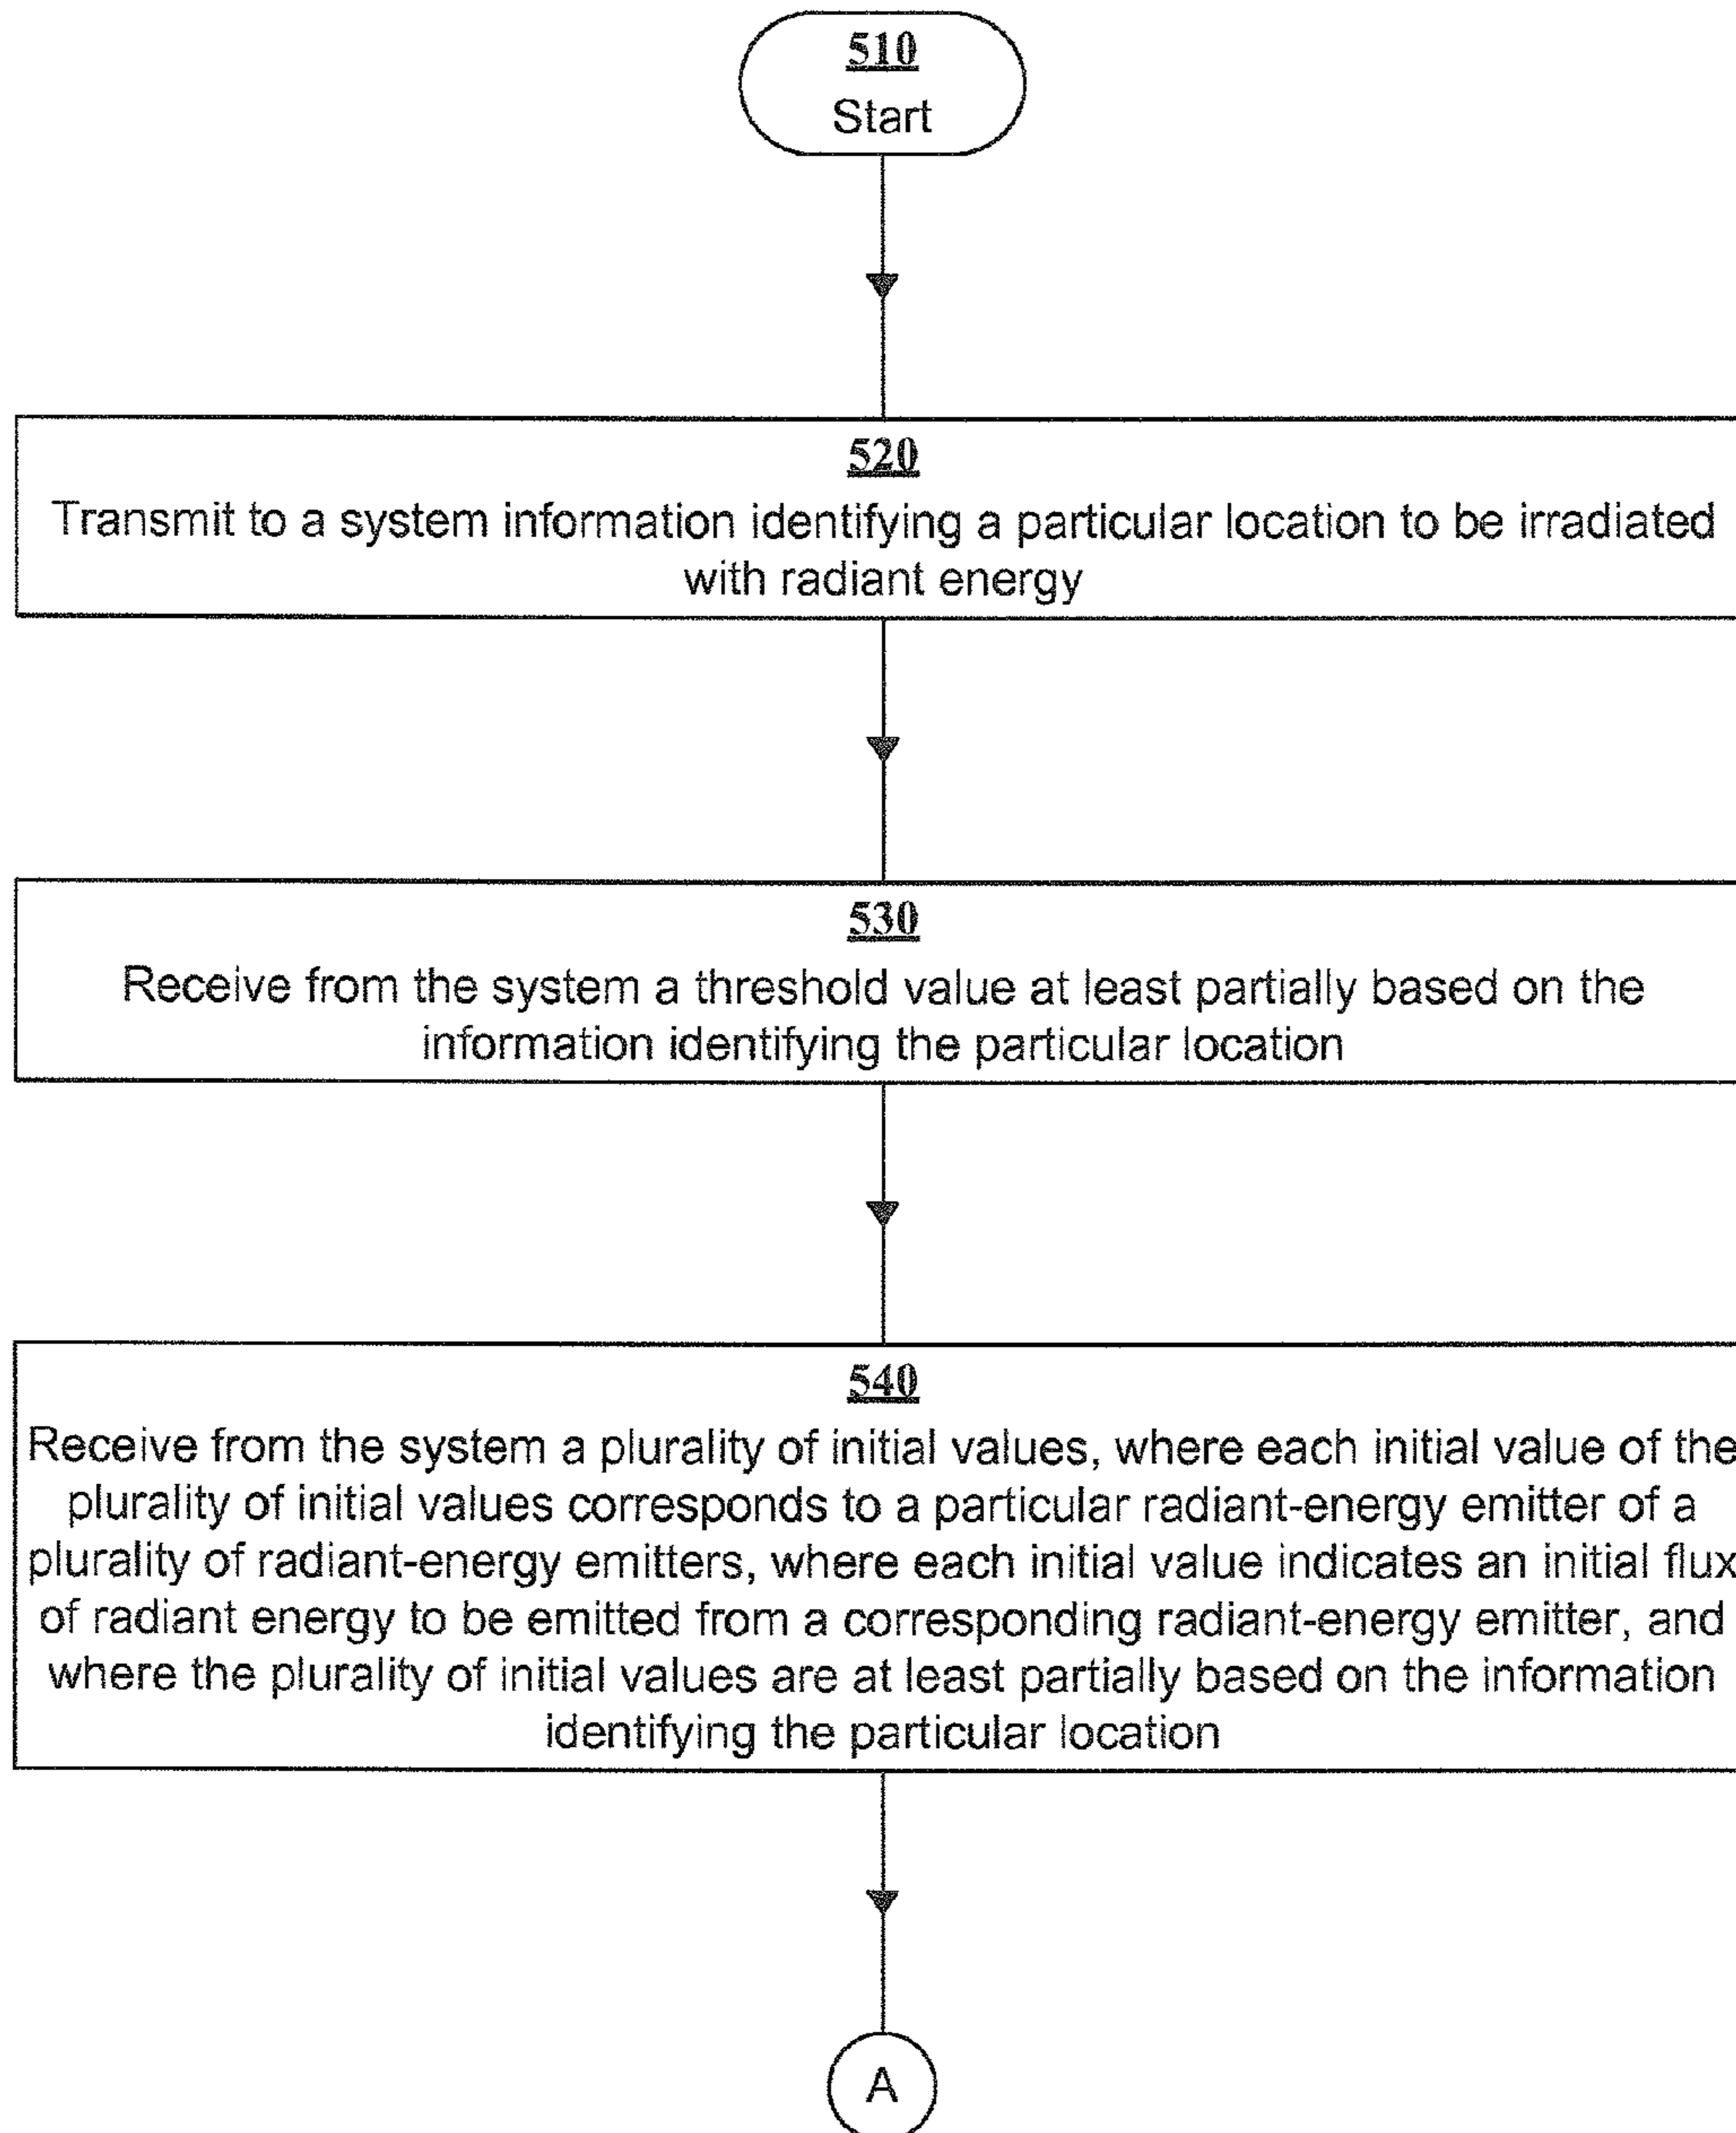 510
Start
520
Transmit to a system information identifying a particular location to be irradiated
with radiant energy
530
Receive from the system a threshold value at least partially based on the
information identifying the particular location
540
Receive from the system a plurality of initial values, where each initial value of the
plurality of initial values corresponds to a particular radiant-energy emitter of a
plurality of radiant-energy emitters, where each initial value indicates an initial flux
of radiant energy to be emitted from a corresponding radiant-energy emitter, and
where the plurality of initial values are at least partially based on the information
identifying the particular location
A